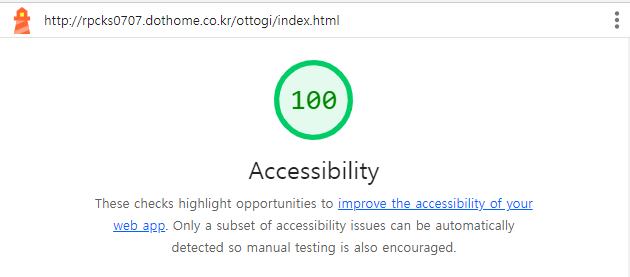 http://rpcks0707.dothome.co.kr/ottogi/index.html
100
Accessibility
These checks highlight opportunities to improve the accessibility of your
web app. Only a subset of accessibility issues can be automatically
detected so manual testing is also encouraged.